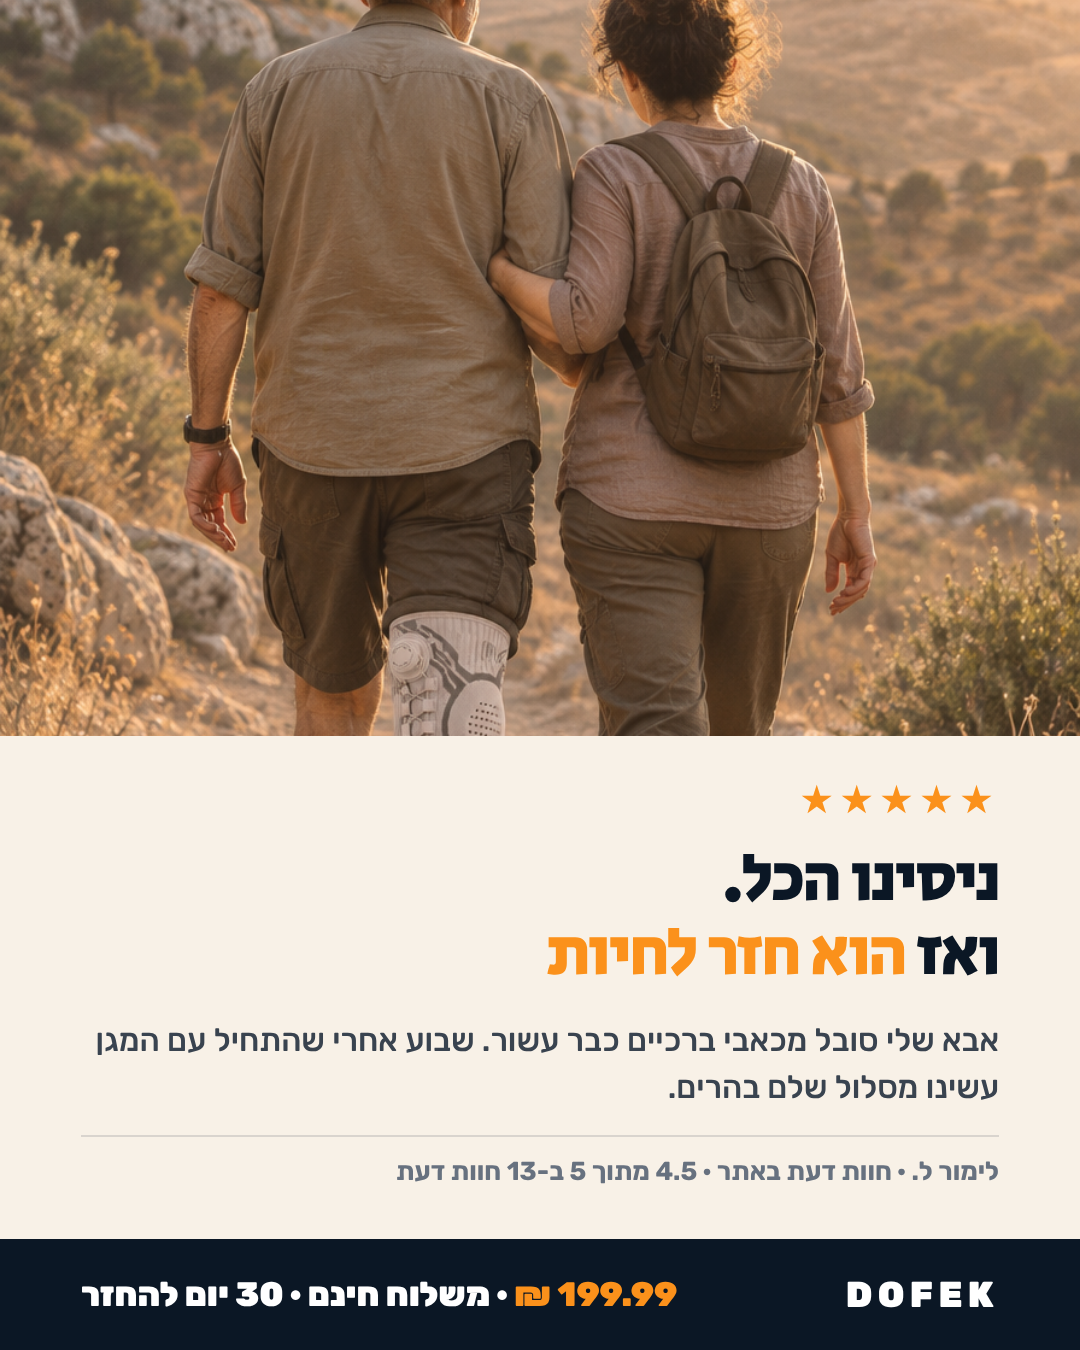 ★★★★★
ניסינו הכל.
ואז הוא חזר לחיות
אבא שלי סובל מכאבי ברכיים כבר עשור. שבוע אחרי שהתחיל עם המגן
עשינו מסלול שלם בהרים.
לימור ל. • חוות דעת באתר • 4.5 מתוך 5 ב-13 חוות דעת
DOFEK
199.99 ₪ • משלוח חינם • 30 יום להחזר